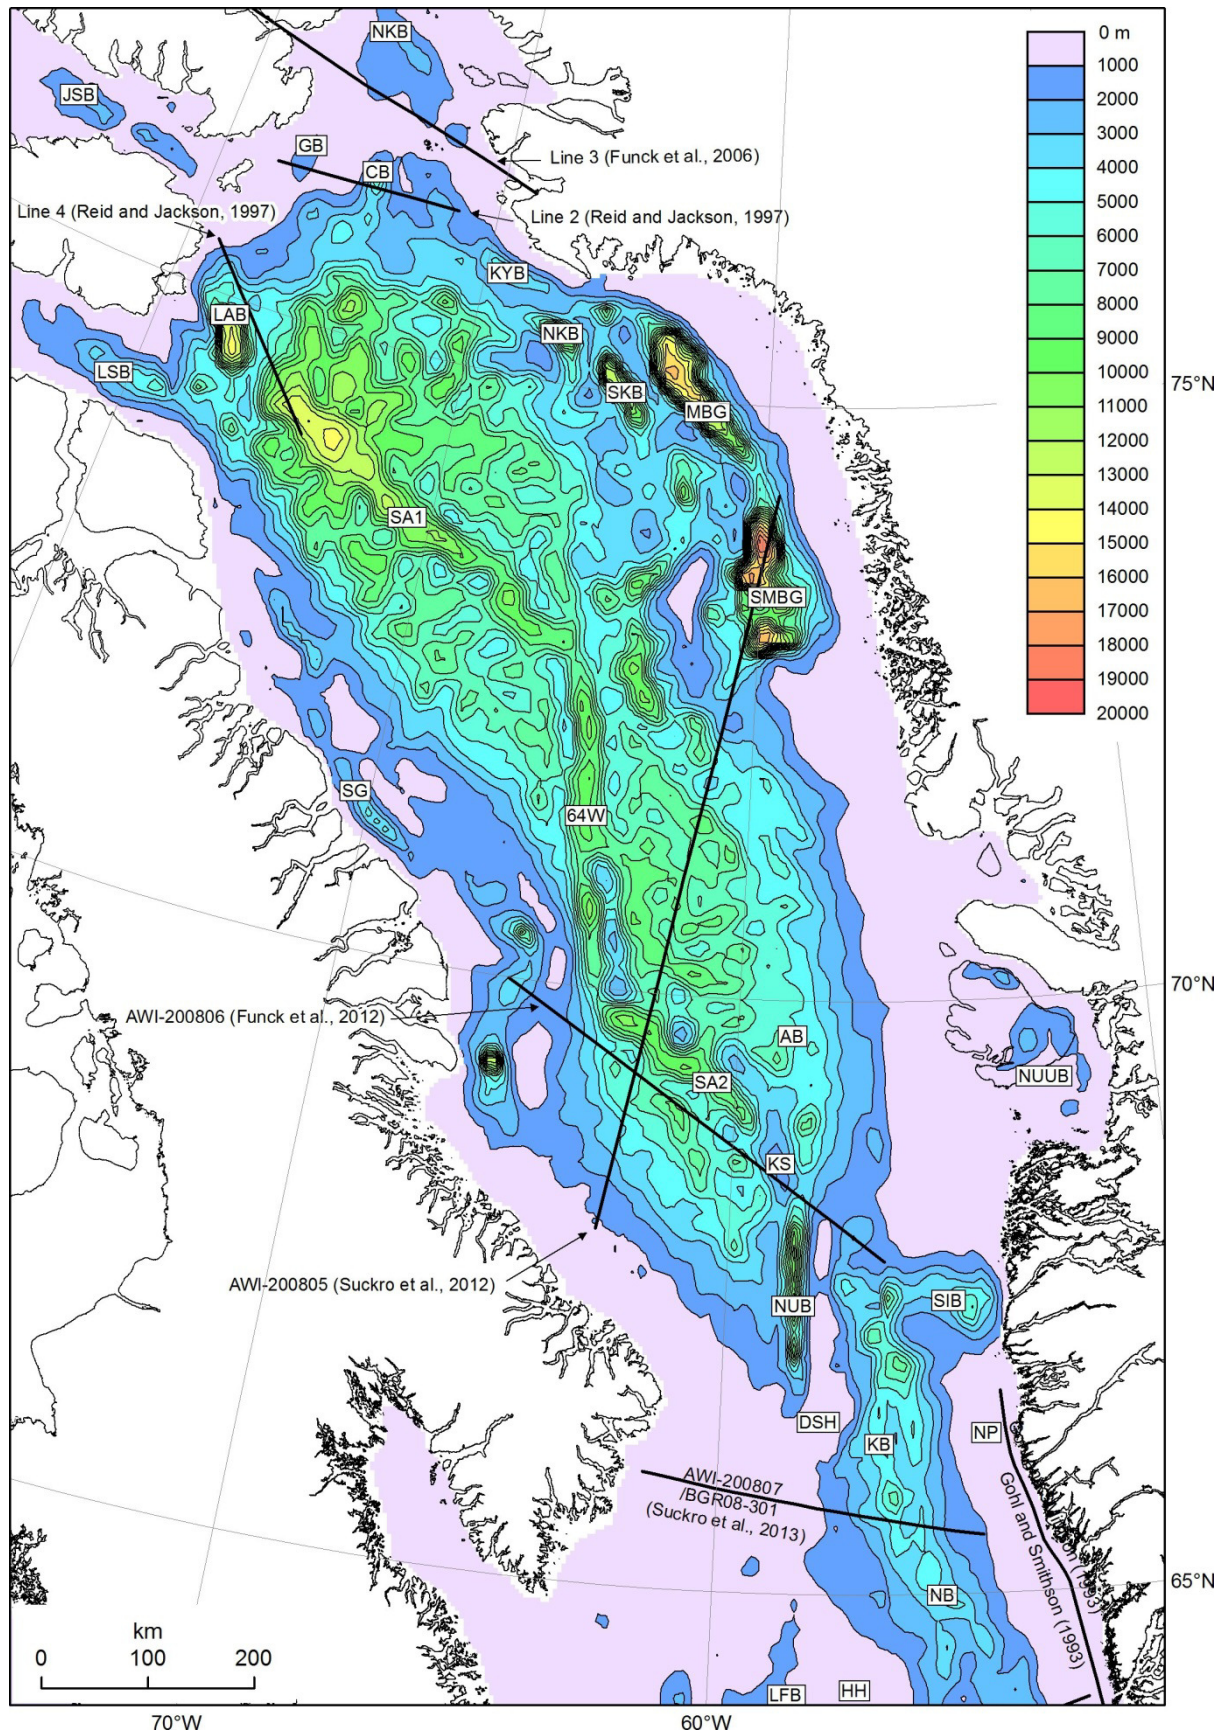 NKB
0 m
1000
2000
3000
4000
5000
6000
7000
8000
9000
10000
11000
12000
13000
14000
15000
16000
17000
18000
19000
20000
JSB
GB
CB
Line 3 (Funck et al., 2006)
Line 4 (Reid and Jackson, 1997)
Line 2 (Reid and Jackson, 1997)
KYB
LAB
NKB
LSB
SKB
MBG
75°N
SA1
SMBG
SG
64W
70°N
AWI-200806 (Funck et al., 2012)
AB
NUUB
SA2
KS
AWI-200805 (Suckro et al., 2012)
NUB
SIB
DSH
KB
NP
AWI-200807
/BGR08-301
(Suckro et al., 2013)
Gohl and Smithson (1993)
65°N
NB
km
0 100 200
LFB
HH
70°W
60°W